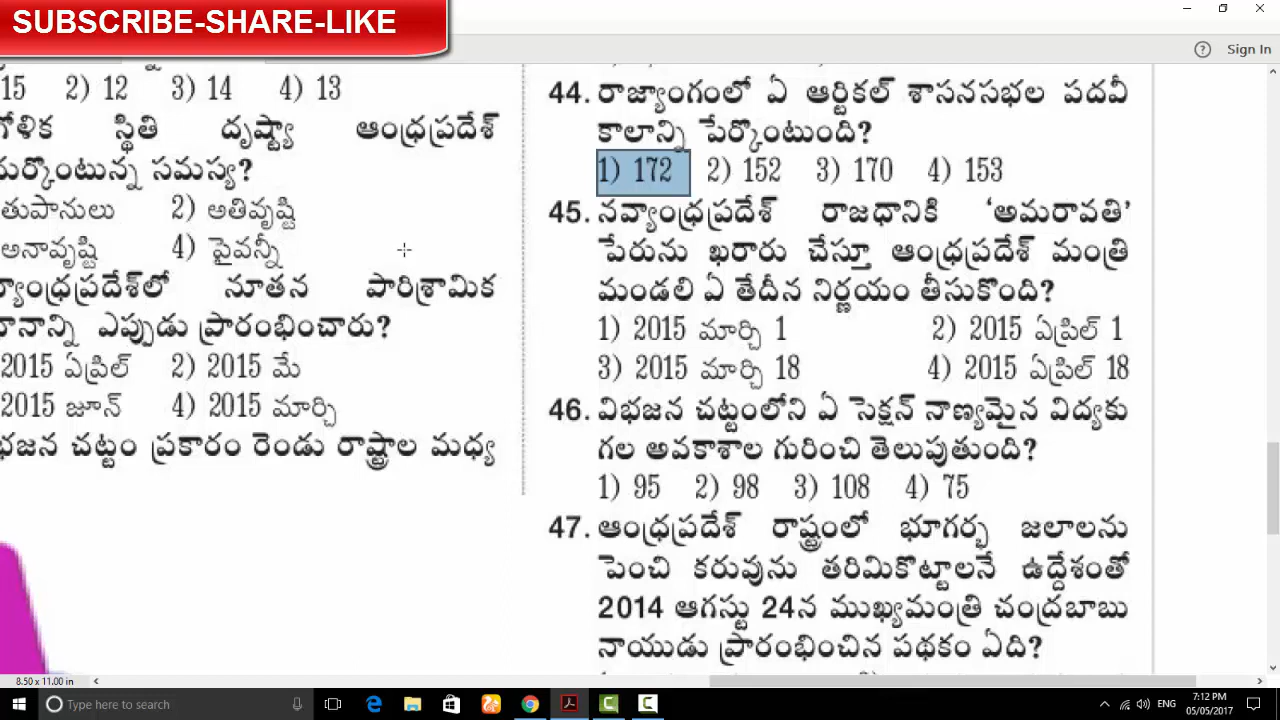 SUBSCRIBE-SHARE-LIKE
Sign In
15 2) 12 3) 14 4) 13
గోళిక స్థితి దృష్ట్యా ఆంధ్రప్రదేశ్
దుర్కొంటున్న సమస్య?
తుపానులు 2) అతివృష్టి
అనావృష్టి 4) పైవన్నీ
వ్యాంధ్రప్రదేశ్‌లో నూతన పారిశ్రామిక
ఎప్పుడు ప్రారంభించారు?
2015 ఏప్రిల్ 2) 2015 మే
2015 జూన్ 4) 2015 మార్చి
భజన చట్టం ప్రకారం రెండు రాష్ట్రాల మధ్య
44. రాజ్యాంగంలో ఏ ఆర్టికల్ శాసనసభల పదవీ
కాలాన్ని పేర్కొంటుంది?
1) 172 2) 152 3) 170 4) 153
45. నవ్యాంధ్రప్రదేశ్ రాజధానికి ‘అమరావతి’
పేరును ఖరారు చేస్తూ ఆంధ్రప్రదేశ్ మంత్రి
మండలి ఏ తేదీన నిర్ణయం తీసుకొంది?
1) 2015 మార్చి 1 2) 2015 ఏప్రిల్ 1
3) 2015 మార్చి 18 4) 2015 ఏప్రిల్ 18
46. విభజన చట్టంలోని ఏ సెక్షన్ నాణ్యమైన విద్యకు
గల అవకాశాల గురించి తెలుపుతుంది?
1) 95 2) 98 3) 108 4) 75
47. ఆంధ్రప్రదేశ్ రాష్ట్రంలో భూగర్భ జలాలను
పెంచి కరువును తరిమికొట్టాలనే ఉద్దేశంతో
2014 ఆగస్టు 24న ముఖ్యమంత్రి చంద్రబాబు
నాయుడు ప్రారంభించిన పథకం ఏది?
8.50 x 11.00 in
Type here to search
ENG
7:12 PM
05/05/2017